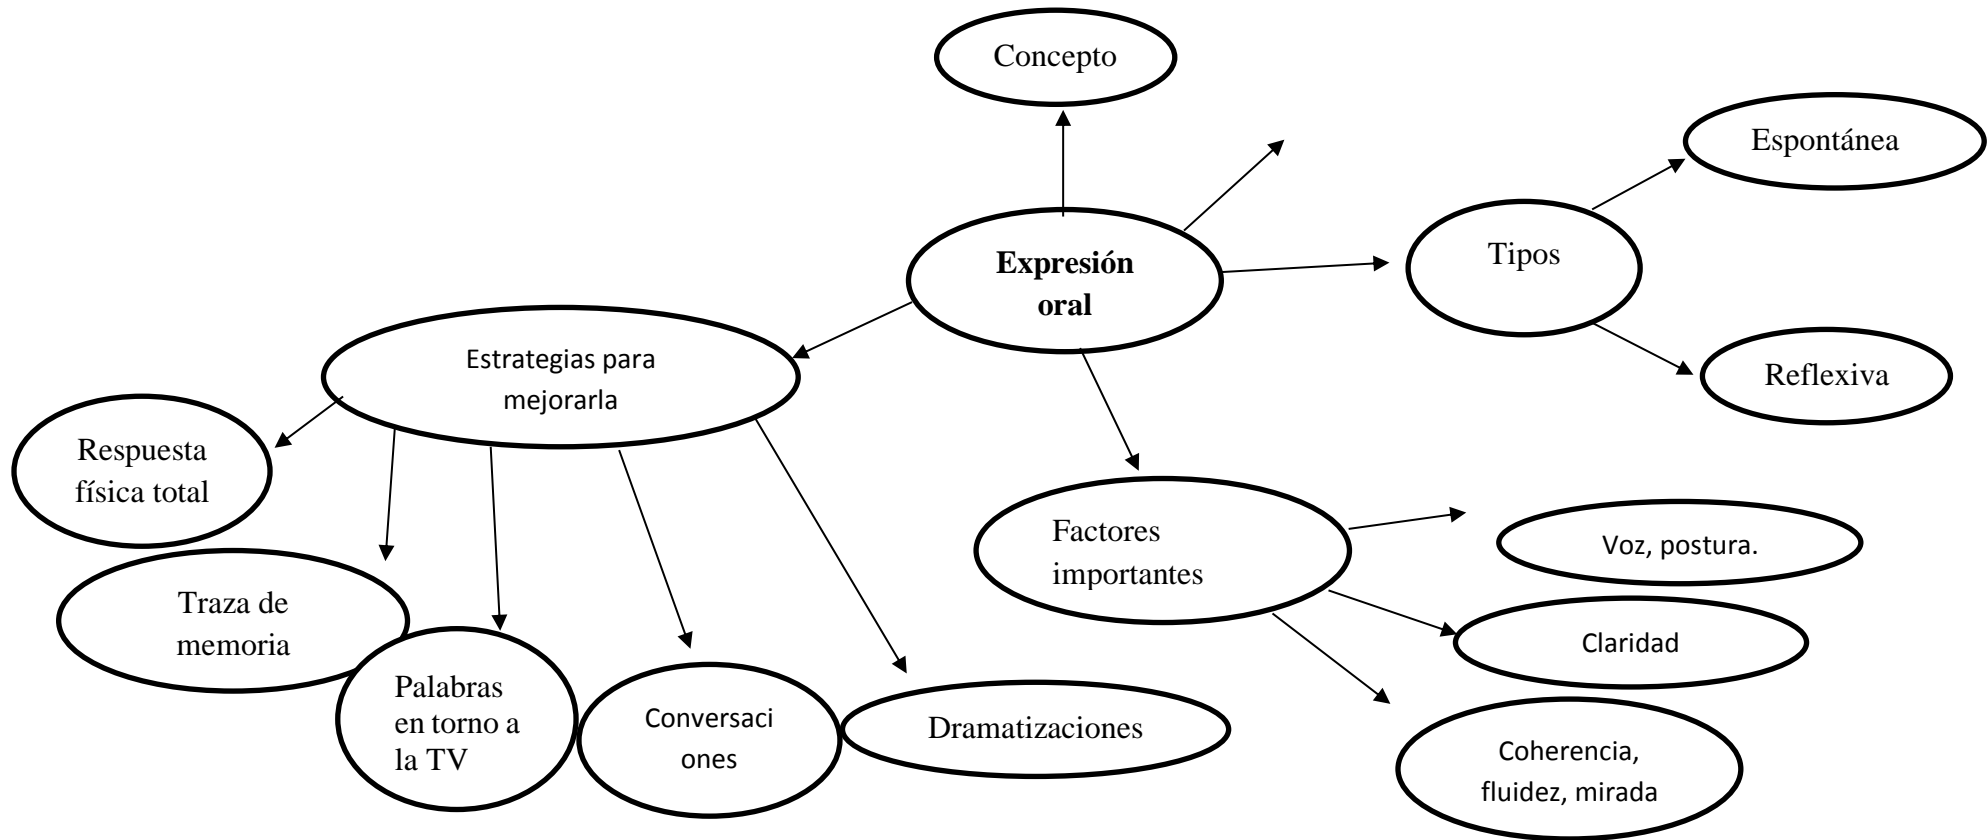 Concepto
Espontánea
Expresión
oral
Tipos
Estrategias para
mejorarla
Reflexiva
Respuesta
física total
Factores
importantes
Voz, postura.
Traza de
memoria
Claridad
Palabras
en torno a
la TV
Conversaci
ones
Dramatizaciones
Coherencia,
fluidez, mirada